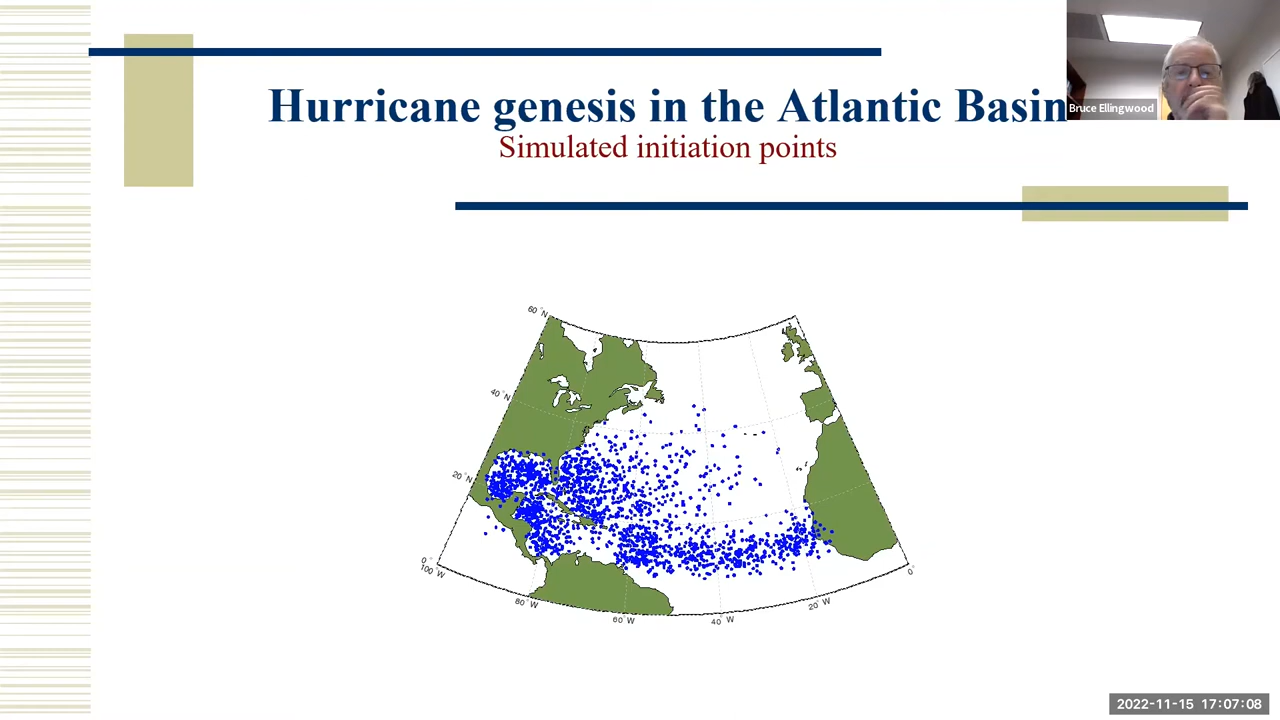 Hurricane genesis in the Atlantic Basin
Simulated initiation points
Bruce Ellingwood
60 °N
40 °N
20 °N
0 °
100 °W
80 °W
60 °W
40 °W
20 °W
0 °
2022-11-15 17:07:08